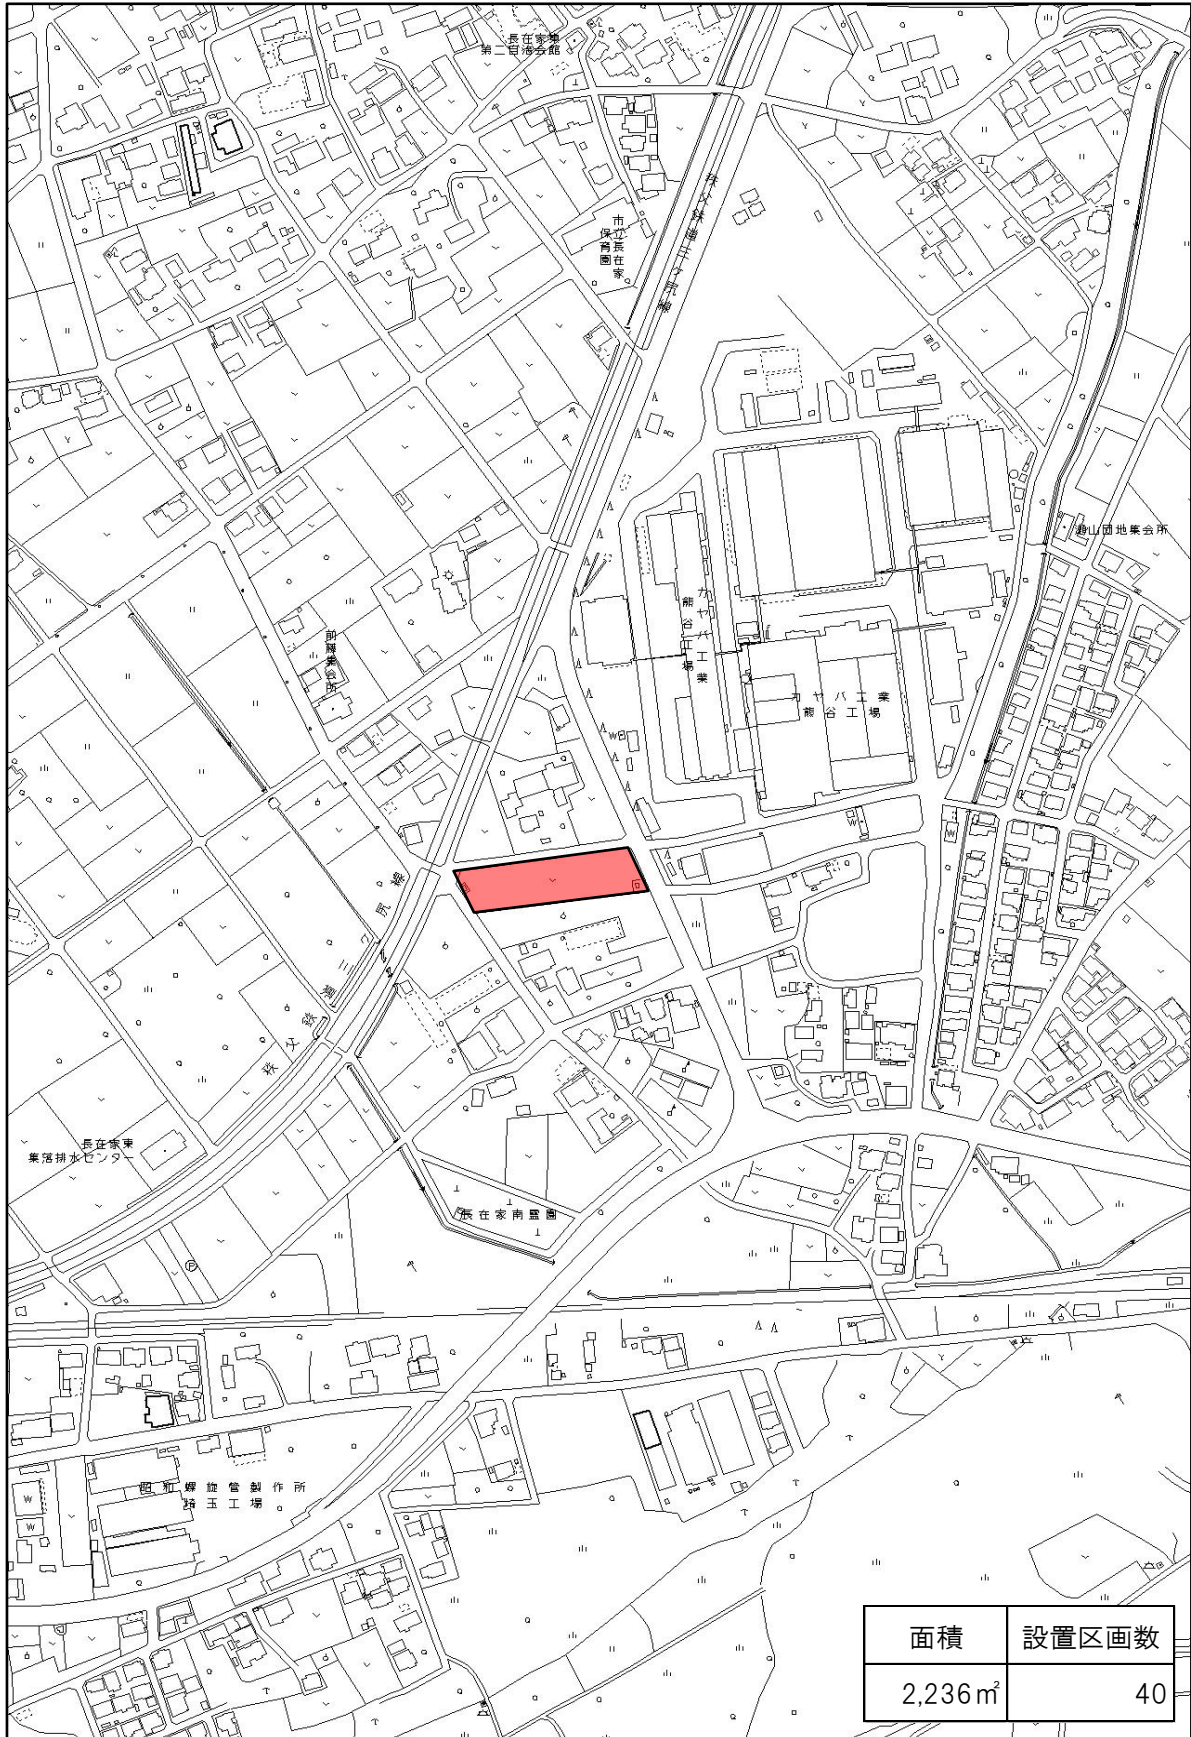 長在家東
第二自治会館
秩父鉄道三ヶ尻線
市立長在家
保育園
瀬山団地集会所
カヤバ工業
熊谷工場
前原集会所
カヤバ工業
熊谷工場
秩父鉄道三ヶ尻線
長在家東
集落排水センター
長在家南霊園
昭和螺旋管製作所
埼玉工場
面積
設置区画数
2,236㎡
40